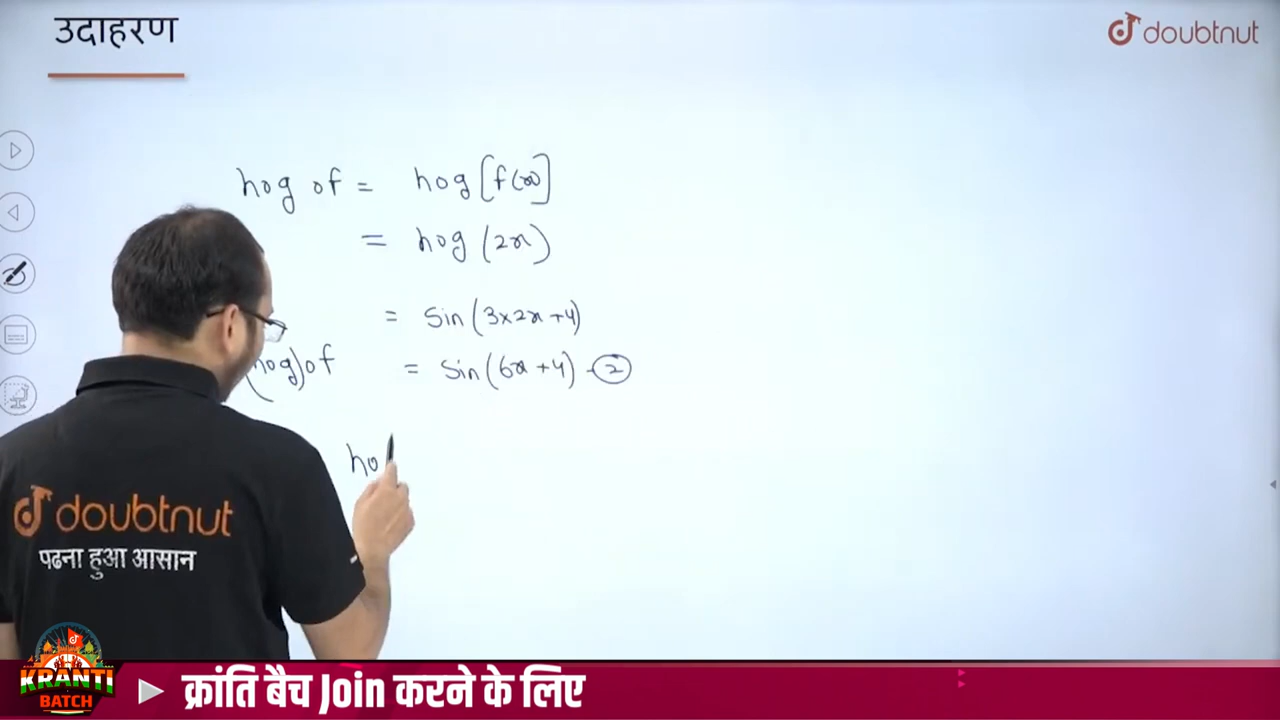 उदाहरण
doubtnut
hog of = hog [f(x)]
= hog (2x)
= Sin (3x2x+4)
(hog) of = Sin (6x+4) -②
ho
doubtnut
पढना हुआ आसान
KRANTI
BATCH
क्रांति बैच Join करने के लिए